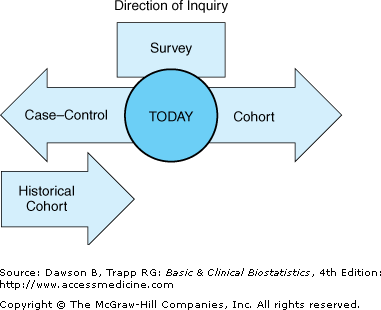 Direction of Inquiry
Survey
Case–Control
TODAY
Cohort
Historical
Cohort
Source: Dawson B, Trapp RG: Basic & Clinical Biostatistics, 4th Edition:
http://www.accessmedicine.com
Copyright © The McGraw-Hill Companies, Inc. All rights reserved.